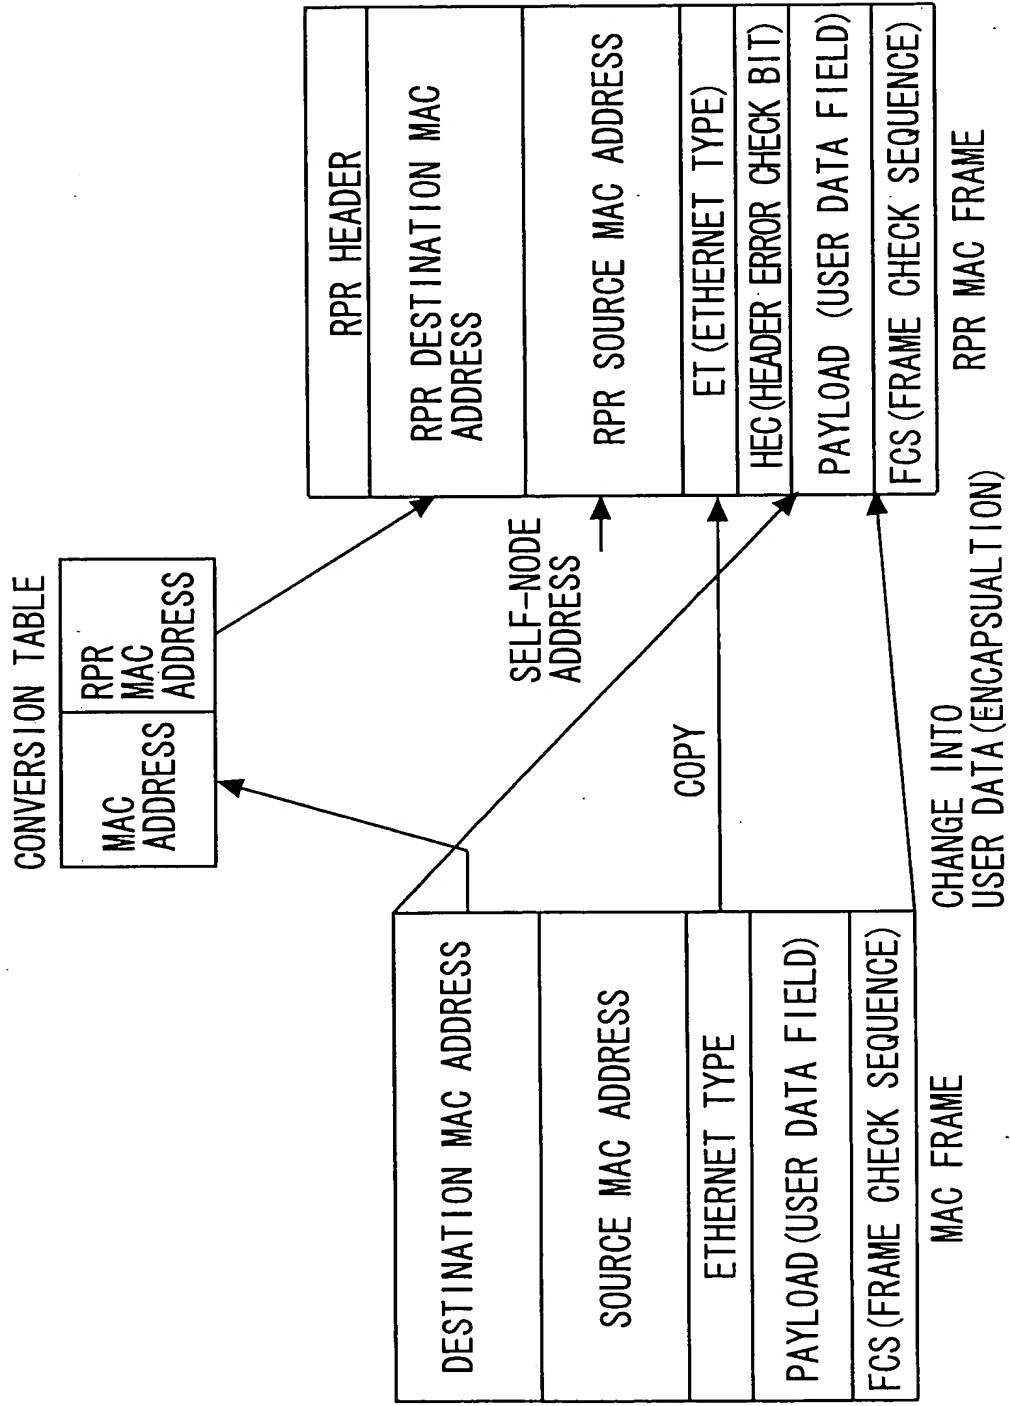 CONVERSION TABLE
MAC
ADDRESS
RPR
MAC
ADDRESS
DESTINATION MAC ADDRESS
SOURCE MAC ADDRESS
ETHERNET TYPE
PAYLOAD(USER DATA FIELD)
FCS(FRAME CHECK SEQUENCE)
MAC FRAME
SELF-NODE
ADDRESS
COPY
CHANGE INTO
USER DATA(ENCAPSUALTION)
RPR HEADER
RPR DESTINATION MAC
ADDRESS
RPR SOURCE MAC ADDRESS
ET(ETHERNET TYPE)
HEC(HEADER ERROR CHECK BIT)
PAYLOAD (USER DATA FIELD)
FCS(FRAME CHECK SEQUENCE)
RPR MAC FRAME